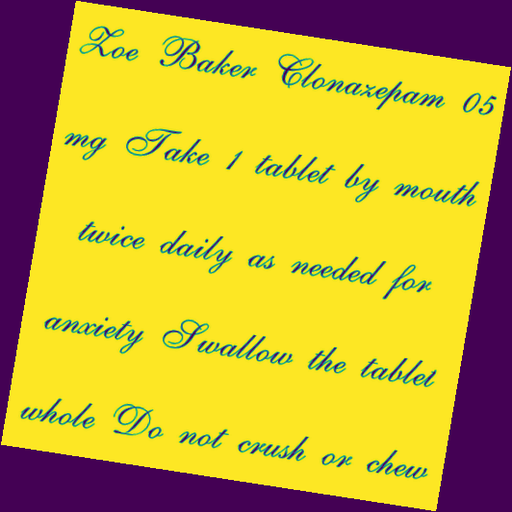 Zoe Baker Clonazepam 05
mg Take 1 tablet by mouth
twice daily as needed for
anxiety Swallow the tablet
whole Do not crush or chew